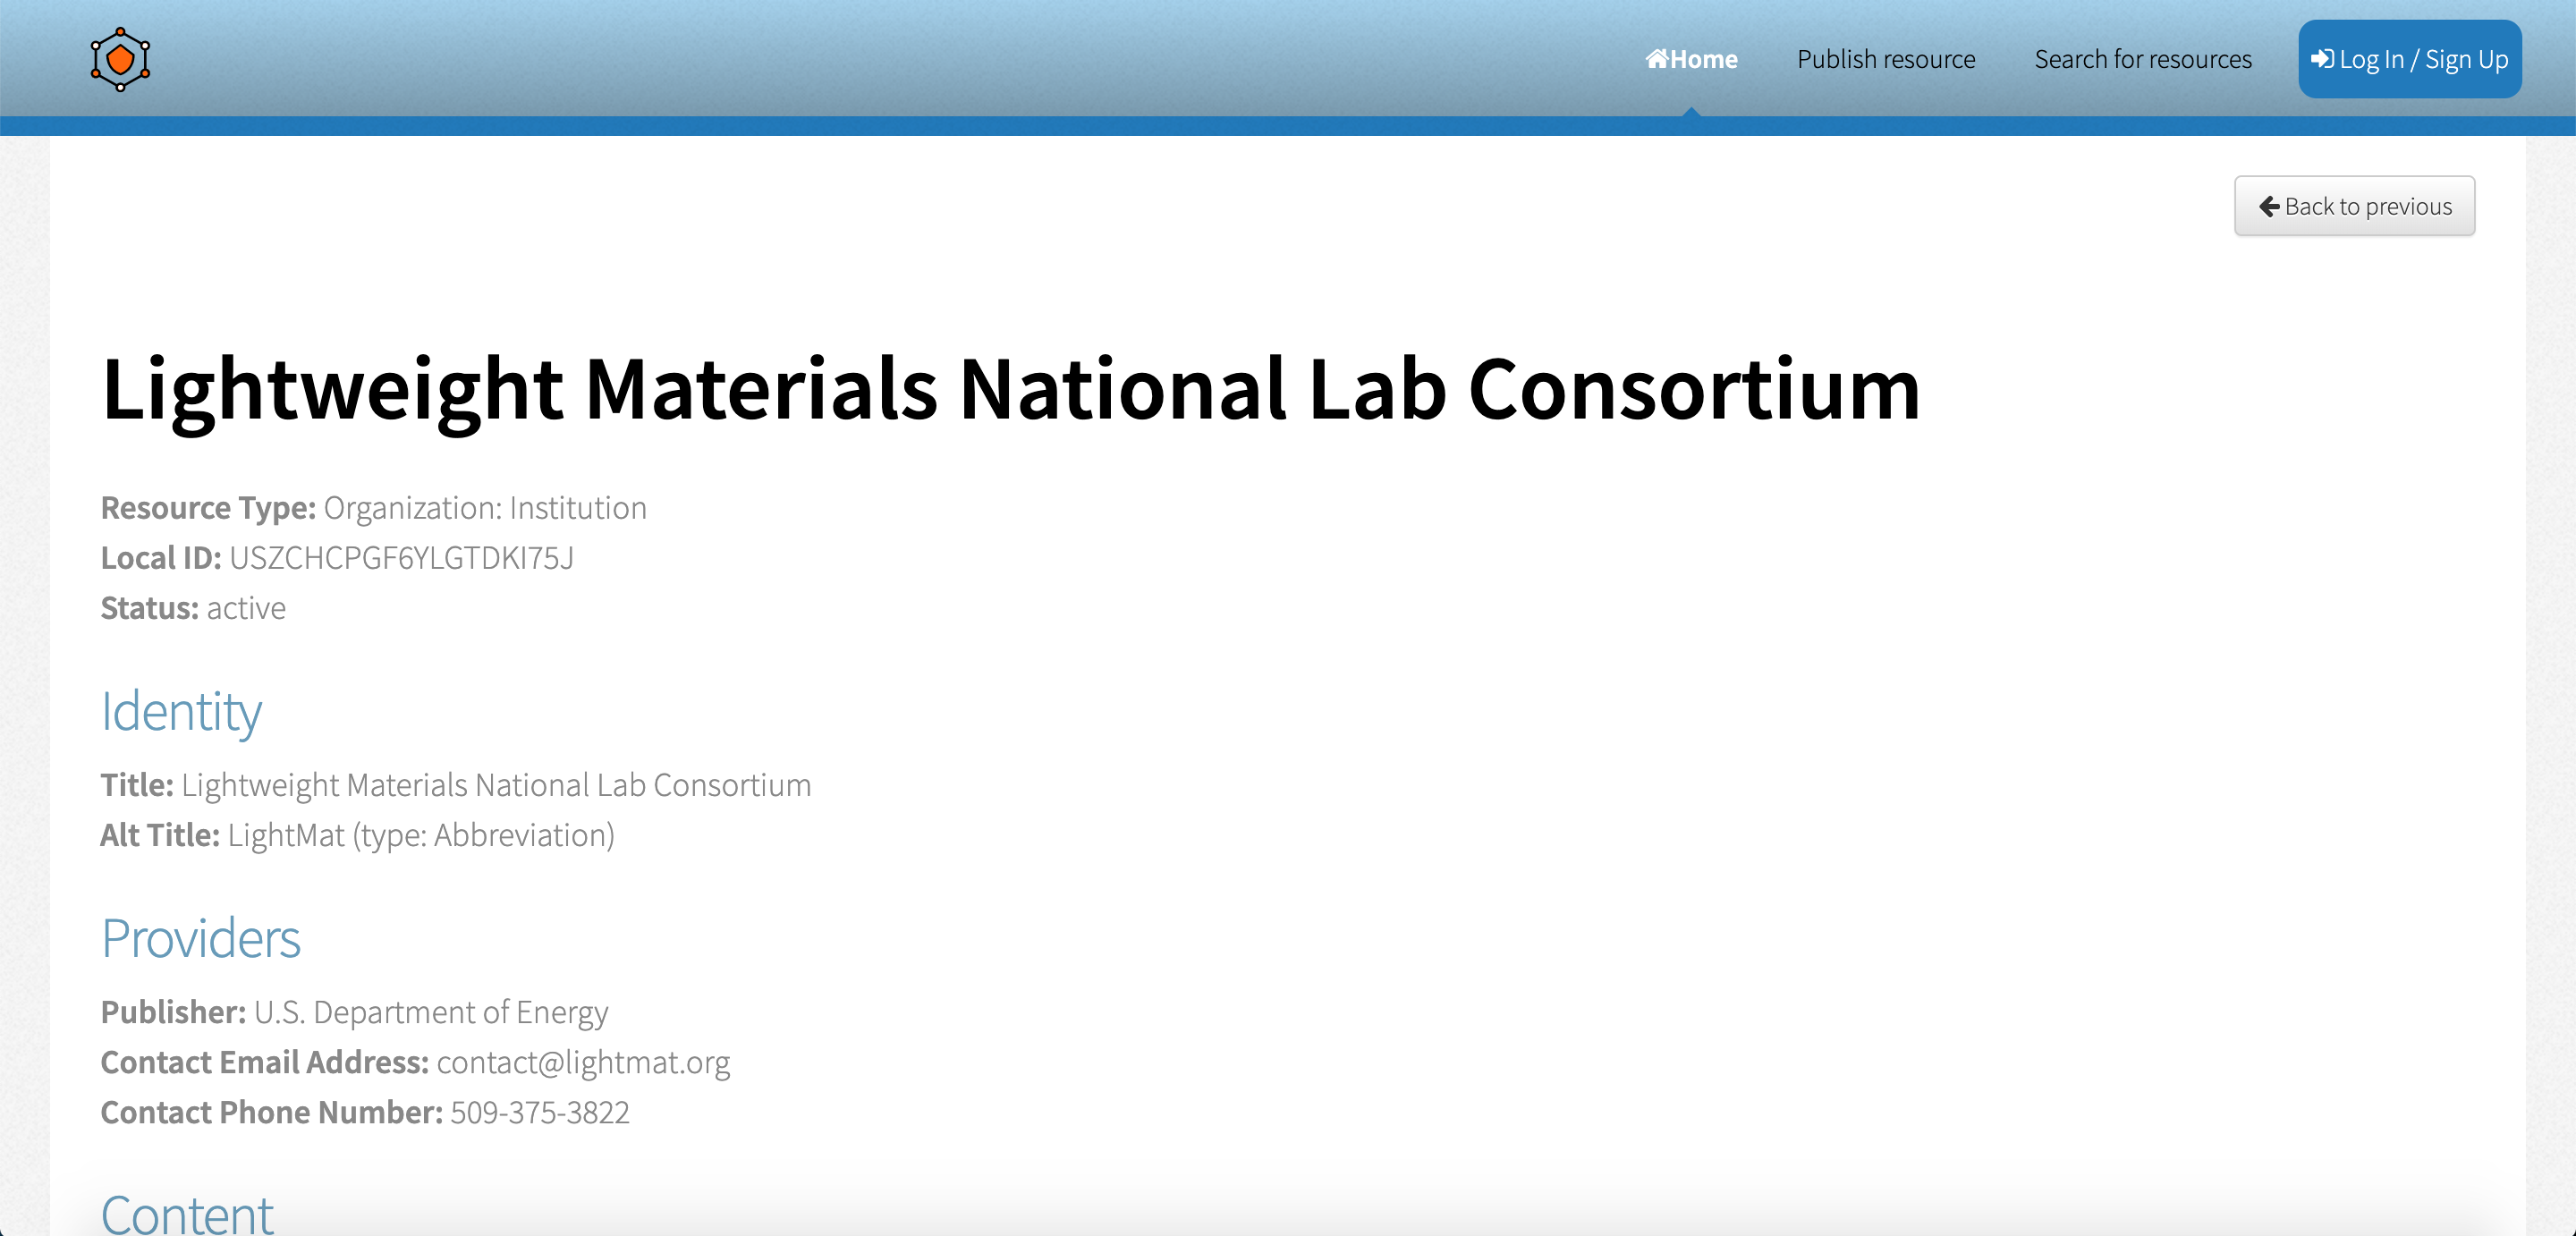 Home Publish resource Search for resources Log In / Sign Up
Back to previous
Lightweight Materials National Lab Consortium
Resource Type: Organization: Institution
Local ID: USZCHCPGF6YLGTDKI75J
Status: active
Identity
Title: Lightweight Materials National Lab Consortium
Alt Title: LightMat (type: Abbreviation)
Providers
Publisher: U.S. Department of Energy
Contact Email Address: contact@lightmat.org
Contact Phone Number: 509-375-3822
Content